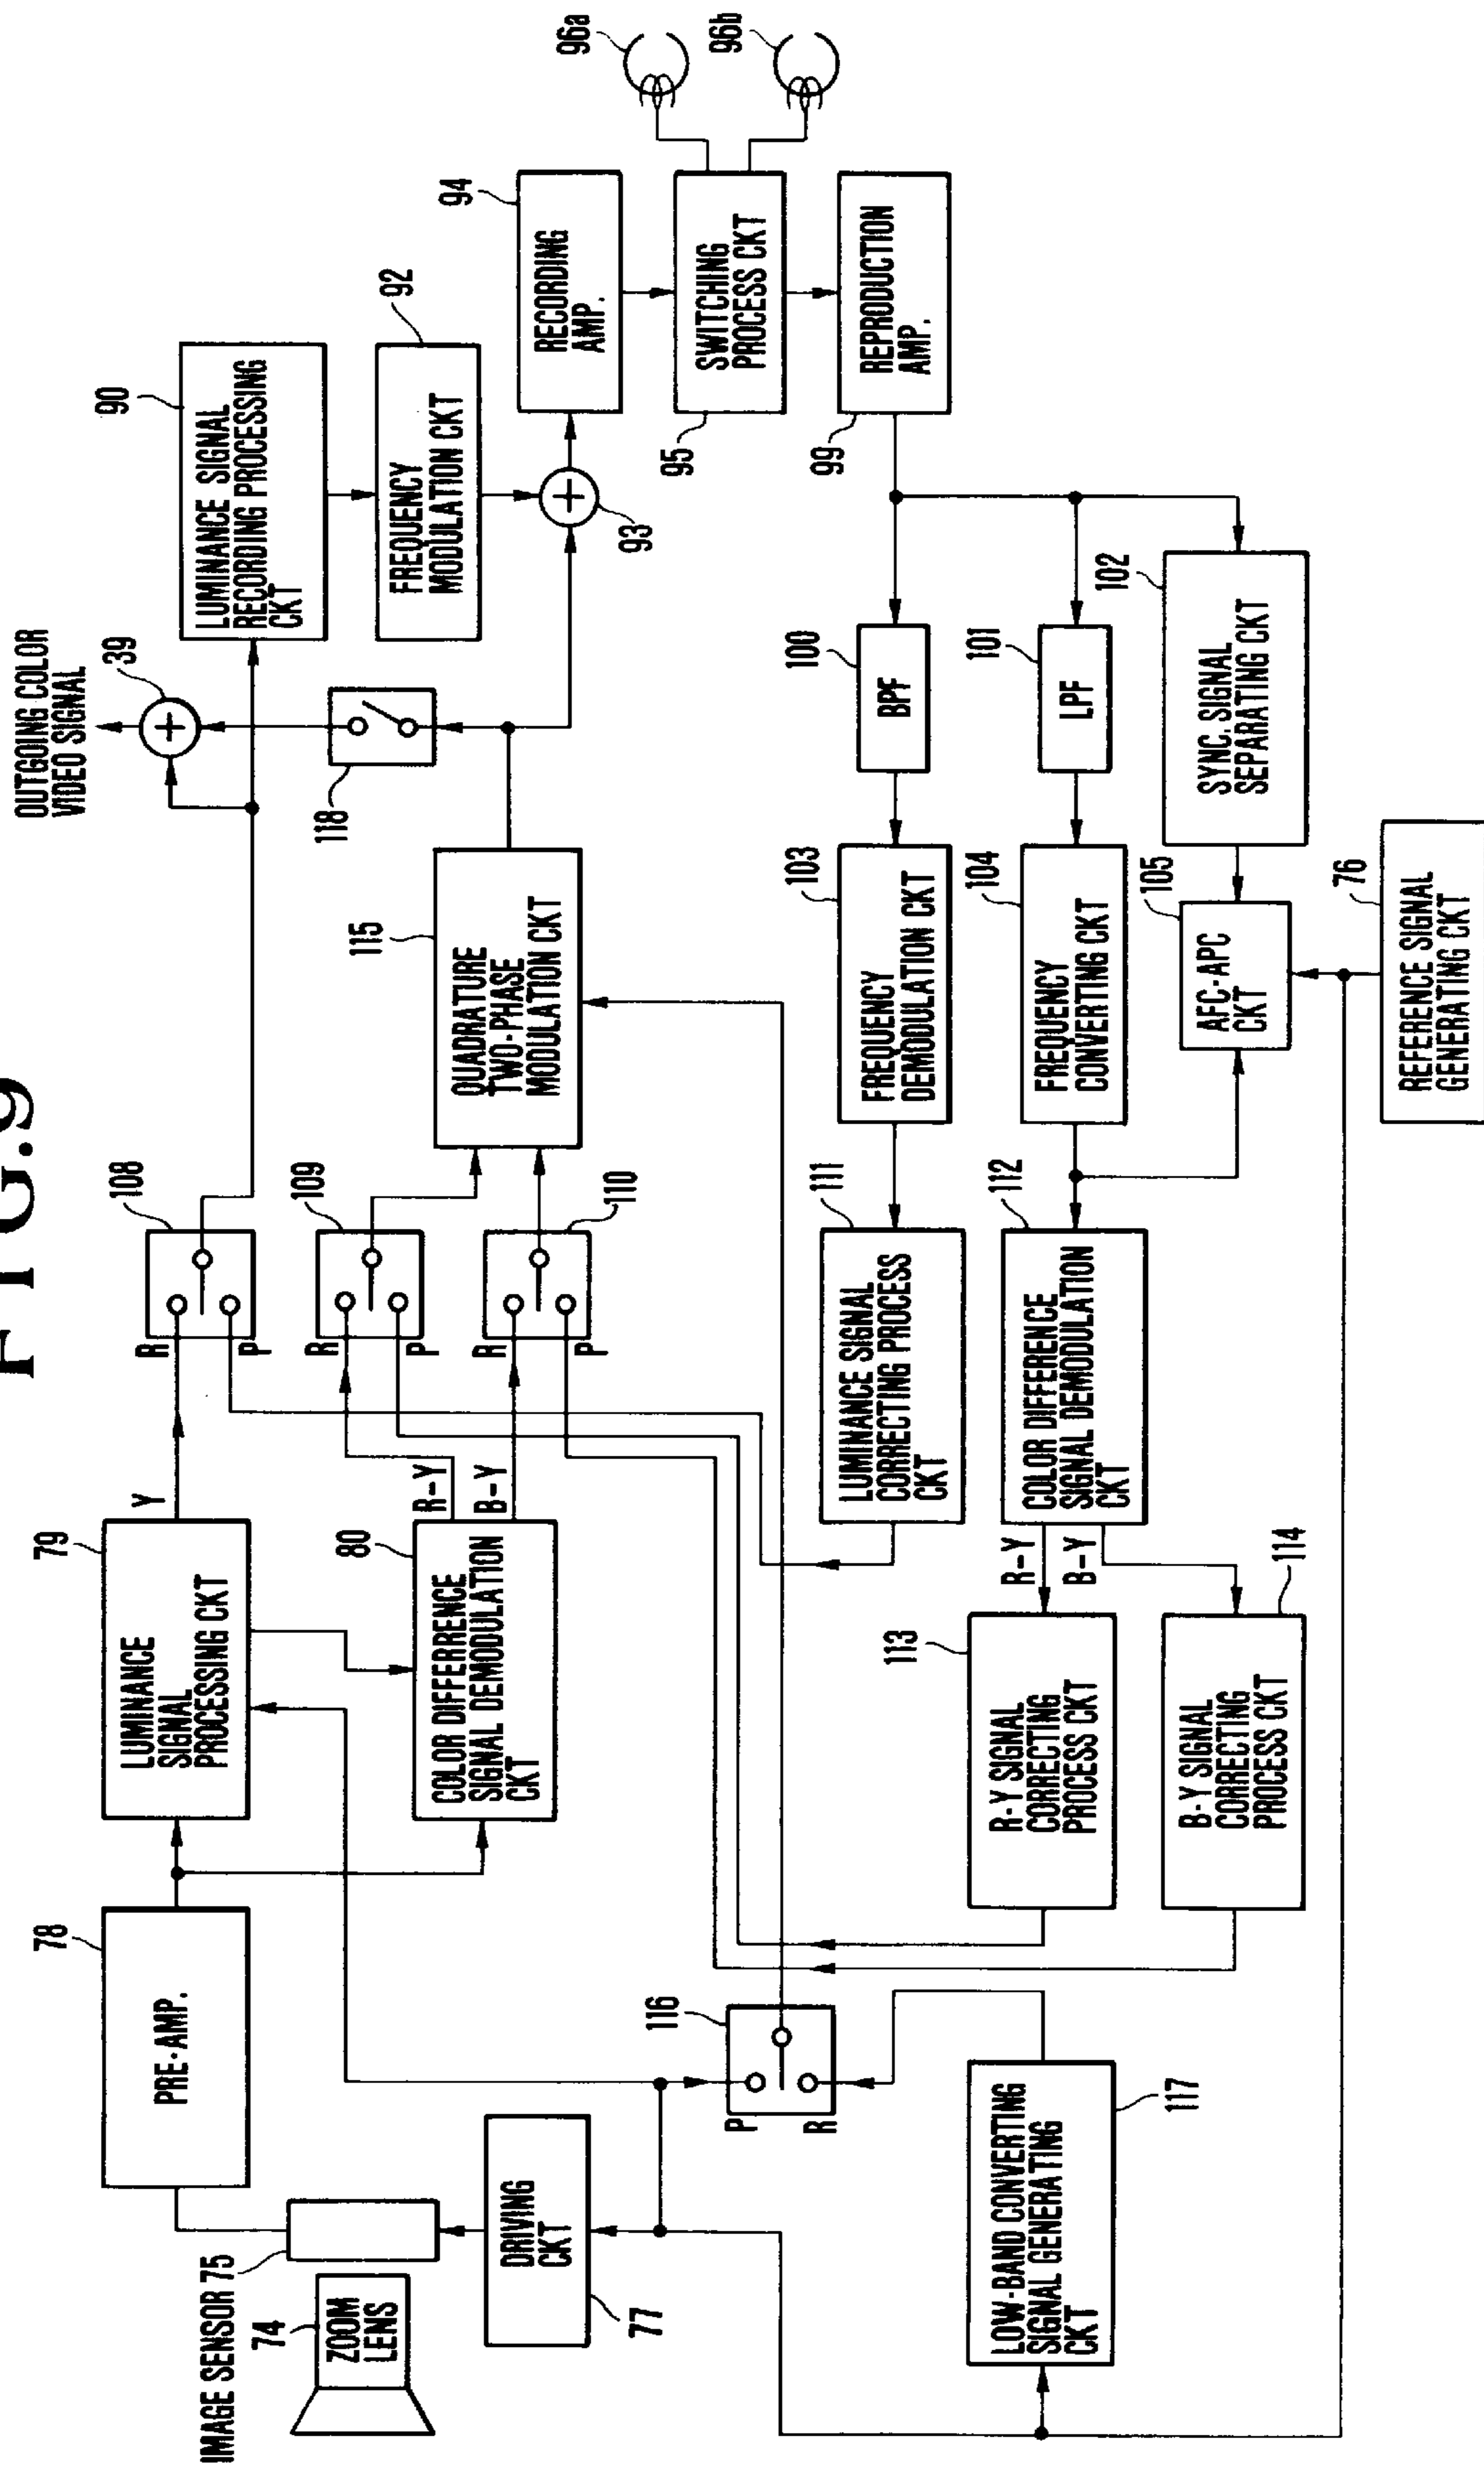 FIG.9
IMAGE SENSOR 75
74
ZOOM
LENS
78
PRE-AMP.
79
LUMINANCE
SIGNAL
PROCESSING CKT
Y
R
P
108
OUTGOING COLOR
VIDEO SIGNAL
39
90
LUMINANCE SIGNAL
RECORDING PROCESSING
CKT
77
DRIVING
CKT
80
COLOR DIFFERENCE
SIGNAL DEMODULATION
CKT
R-Y
B-Y
R
P
109
R
P
110
115
QUADRATURE
TWO-PHASE
MODULATION CKT
118
92
FREQUENCY
MODULATION CKT
93
94
RECORDING
AMP.
95
SWITCHING
PROCESS CKT
96a
96b
99
REPRODUCTION
AMP.
116
P
R
111
LUMINANCE SIGNAL
CORRECTING PROCESS
CKT
103
FREQUENCY
DEMODULATION CKT
100
BPF
117
LOW-BAND CONVERTING
SIGNAL GENERATING
CKT
113
R-Y SIGNAL
CORRECTING
PROCESS CKT
R-Y
B-Y
112
COLOR DIFFERENCE
SIGNAL DEMODULATION
CKT
104
FREQUENCY
CONVERTING CKT
101
LPF
114
B-Y SIGNAL
CORRECTING
PROCESS CKT
105
AFC-APC
CKT
102
SYNC. SIGNAL
SEPARATING CKT
76
REFERENCE SIGNAL
GENERATING CKT